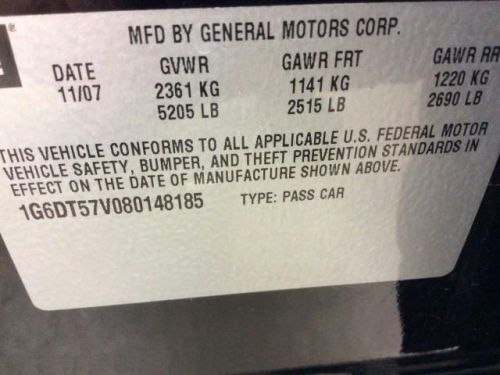 MFD BY GENERAL MOTORS CORP.
DATE GVWR GAWR FRT GAWR RR
11/07 2361 KG 1141 KG 1220 KG
5205 LB 2515 LB 2690 LB
THIS VEHICLE CONFORMS TO ALL APPLICABLE U.S. FEDERAL MOTOR
VEHICLE SAFETY, BUMPER, AND THEFT PREVENTION STANDARDS IN
EFFECT ON THE DATE OF MANUFACTURE SHOWN ABOVE.
1G6DT57V080148185 TYPE: PASS CAR